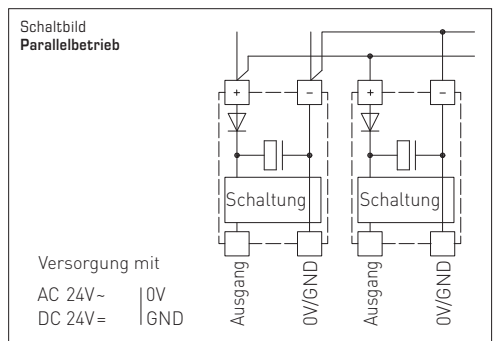 Schaltbild
Parallelbetrieb
+ − + −
Schaltung Schaltung
Versorgung mit
AC 24V~ 0V
DC 24V= GND
Ausgang
0V/GND
Ausgang
0V/GND